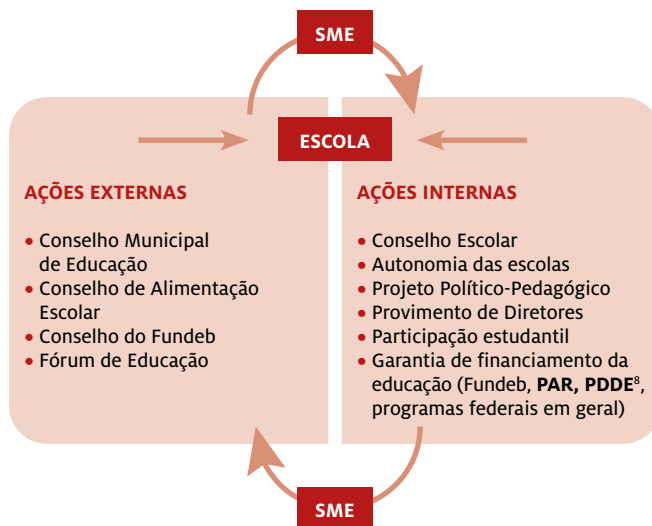 SME
ESCOLA
AÇÕES EXTERNAS
• Conselho Municipal
de Educação
• Conselho de Alimentação
Escolar
• Conselho do Fundeb
• Fórum de Educação
AÇÕES INTERNAS
• Conselho Escolar
• Autonomia das escolas
• Projeto Político-Pedagógico
• Provimento de Diretores
• Participação estudantil
• Garantia de financiamento da
educação (Fundeb, PAR, PDDE⁸,
programas federais em geral)
SME